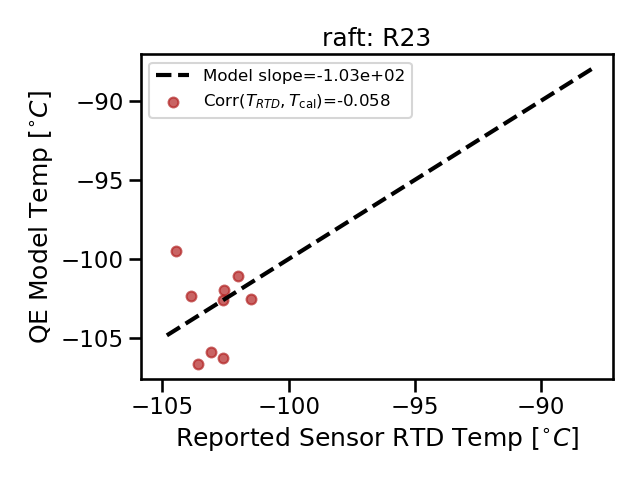 raft: R23
Model slope=-1.03e+02
Corr(T_RTD, T_cal)=-0.058
QE Model Temp [°C]
−90
−95
−100
−105
−105
−100
−95
−90
Reported Sensor RTD Temp [°C]